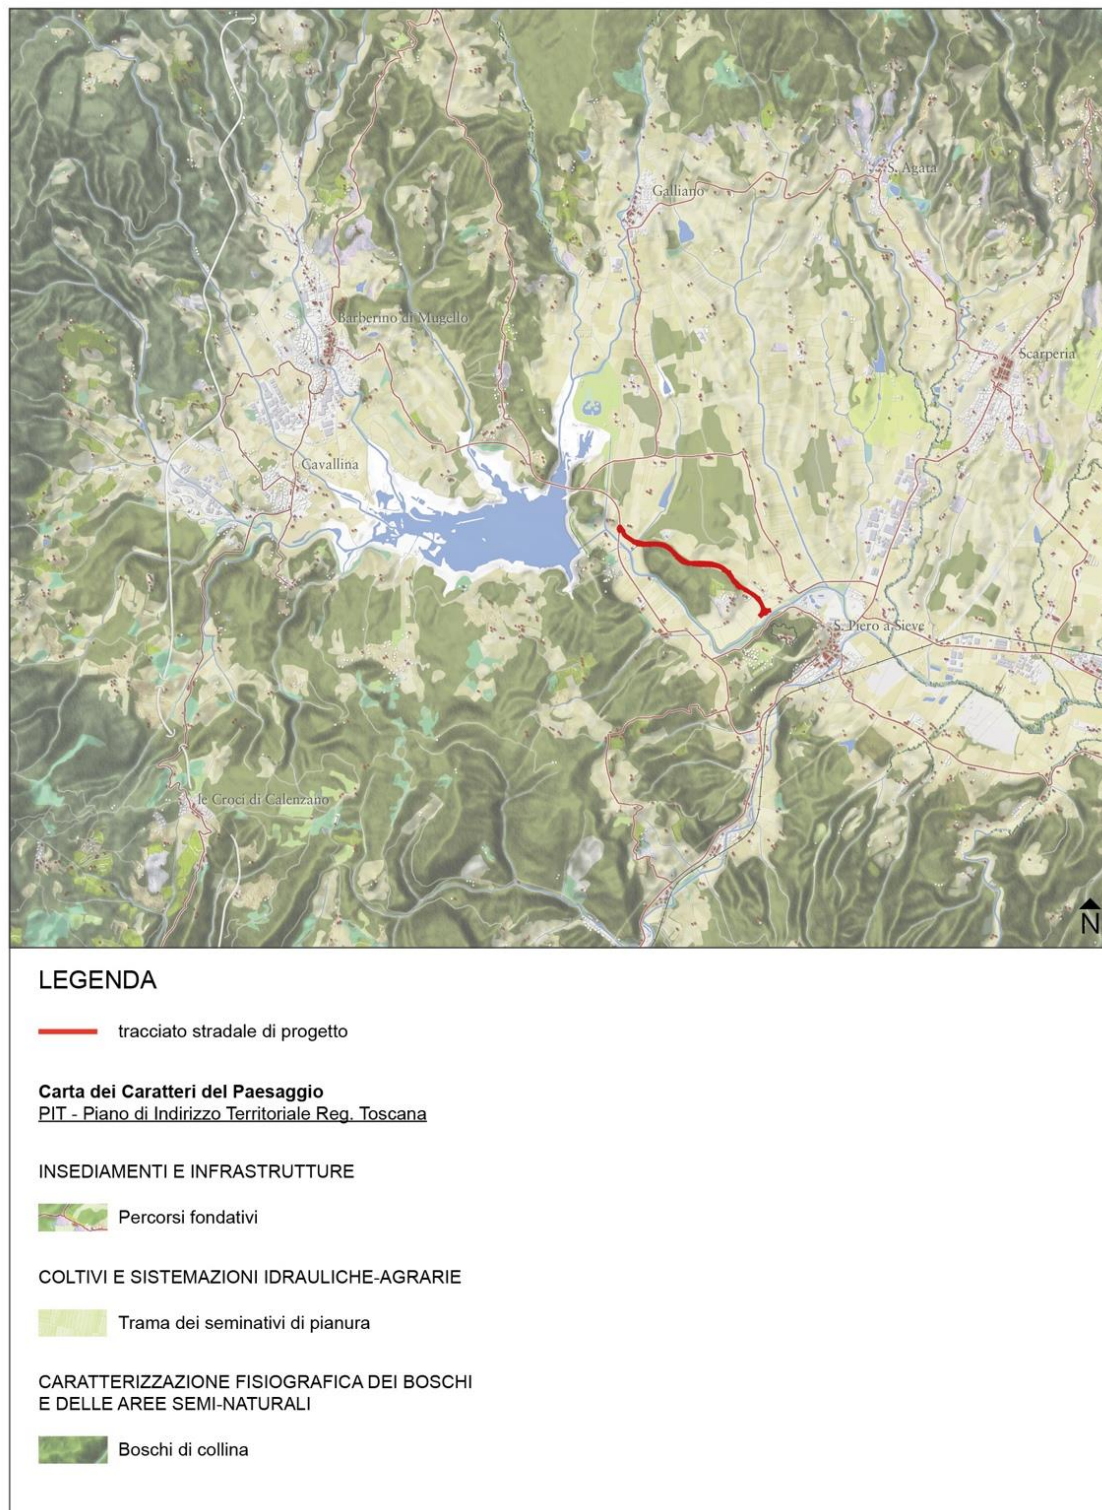 Galliano
S. Agata
Barberino di Mugello
Scarperia
Cavallina
S. Piero a Sieve
le Croci di Calenzano
N
LEGENDA
tracciato stradale di progetto
Carta dei Caratteri del Paesaggio
PIT - Piano di Indirizzo Territoriale Reg. Toscana
INSEDIAMENTI E INFRASTRUTTURE
Percorsi fondativi
COLTIVI E SISTEMAZIONI IDRAULICHE-AGRARIE
Trama dei seminativi di pianura
CARATTERIZZAZIONE FISIOGRAFICA DEI BOSCHI
E DELLE AREE SEMI-NATURALI
Boschi di collina